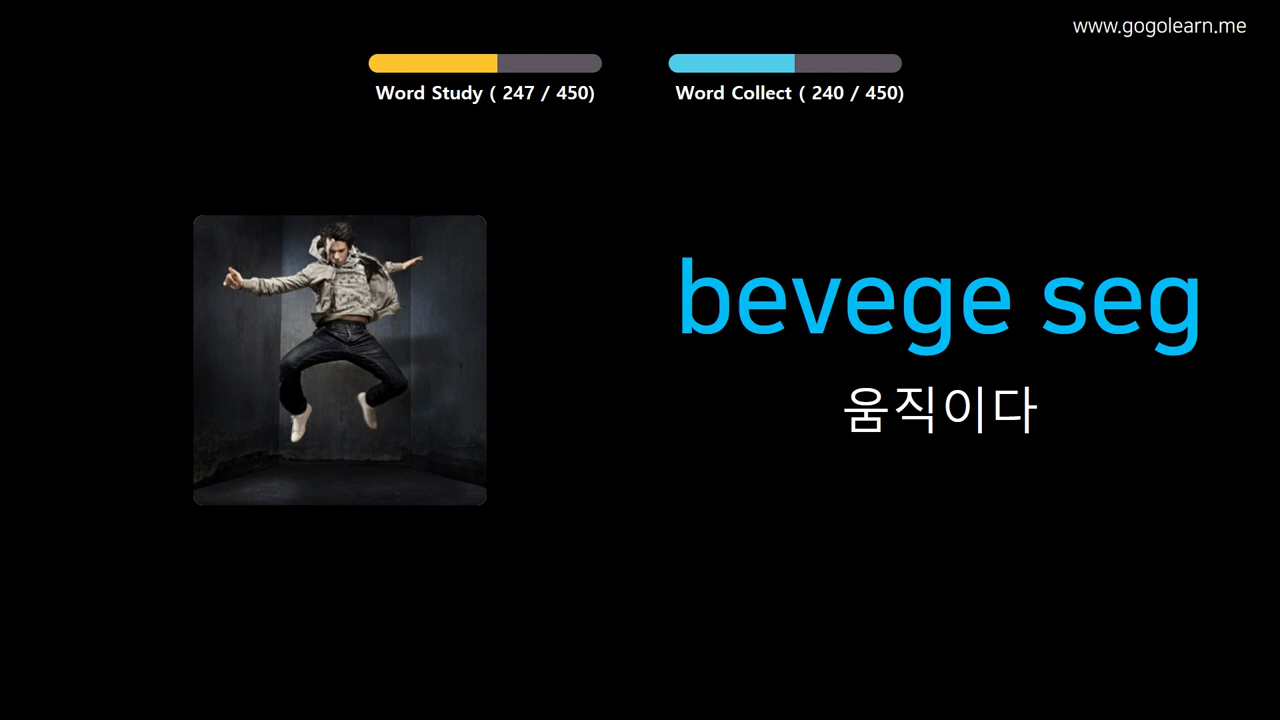 www.gogolearn.me
Word Study ( 247 / 450)
Word Collect ( 240 / 450)
bevege seg
움직이다